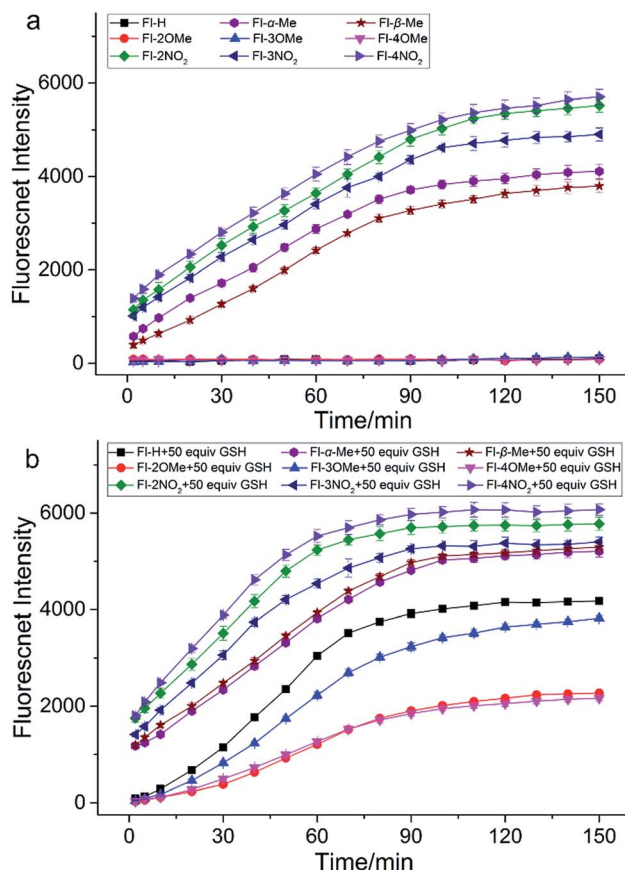 a
Fl-H Fl-α-Me Fl-β-Me
Fl-2OMe Fl-3OMe Fl-4OMe
Fl-2NO₂ Fl-3NO₂ Fl-4NO₂
6000
4000
2000
0
Fluorescnet Intensity
0 30 60 90 120 150
Time/min
b
Fl-H+50 equiv GSH Fl-α-Me+50 equiv GSH Fl-β-Me+50 equiv GSH
Fl-2OMe+50 equiv GSH Fl-3OMe+50 equiv GSH Fl-4OMe+50 equiv GSH
Fl-2NO₂+50 equiv GSH Fl-3NO₂+50 equiv GSH Fl-4NO₂+50 equiv GSH
6000
4000
2000
0
Fluorescnet Intensity
0 30 60 90 120 150
Time/min